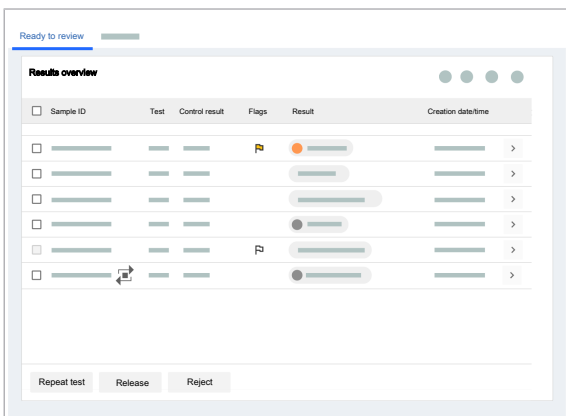 Ready to review
Results overview
Sample ID Test Control result Flags Result Creation date/time
Repeat test Release Reject